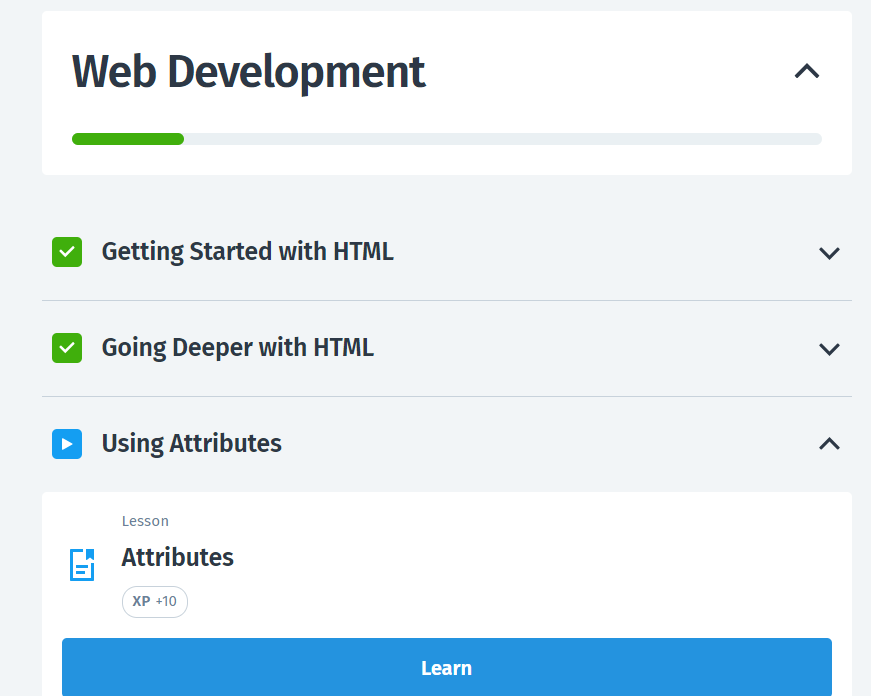 Web Development
Getting Started with HTML
Going Deeper with HTML
Using Attributes
Lesson
Attributes
XP +10
Learn